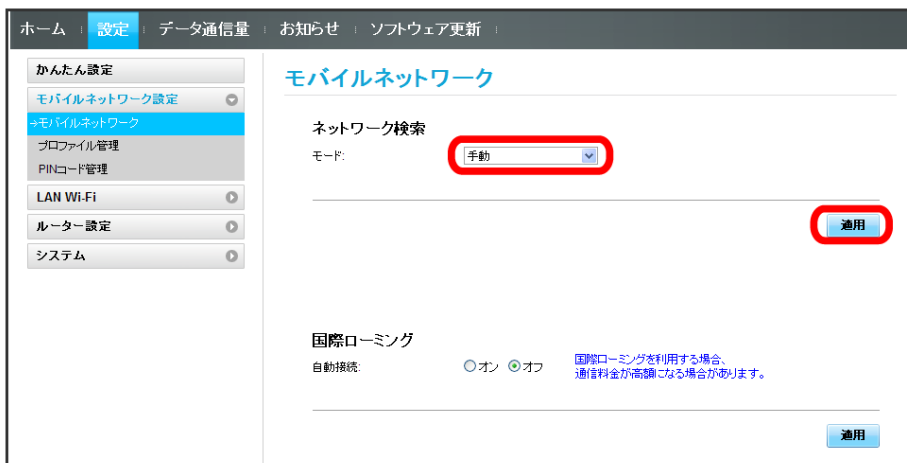 ホーム 設定 データ通信量 お知らせ ソフトウェア更新
かんたん設定
モバイルネットワーク設定
→モバイルネットワーク
プロファイル管理
PINコード管理
LAN Wi-Fi
ルーター設定
システム
モバイルネットワーク
ネットワーク検索
モード: 手動
適用
国際ローミング
自動接続: オン オフ
国際ローミングを利用する場合、
通信料金が高額になる場合があります。
適用